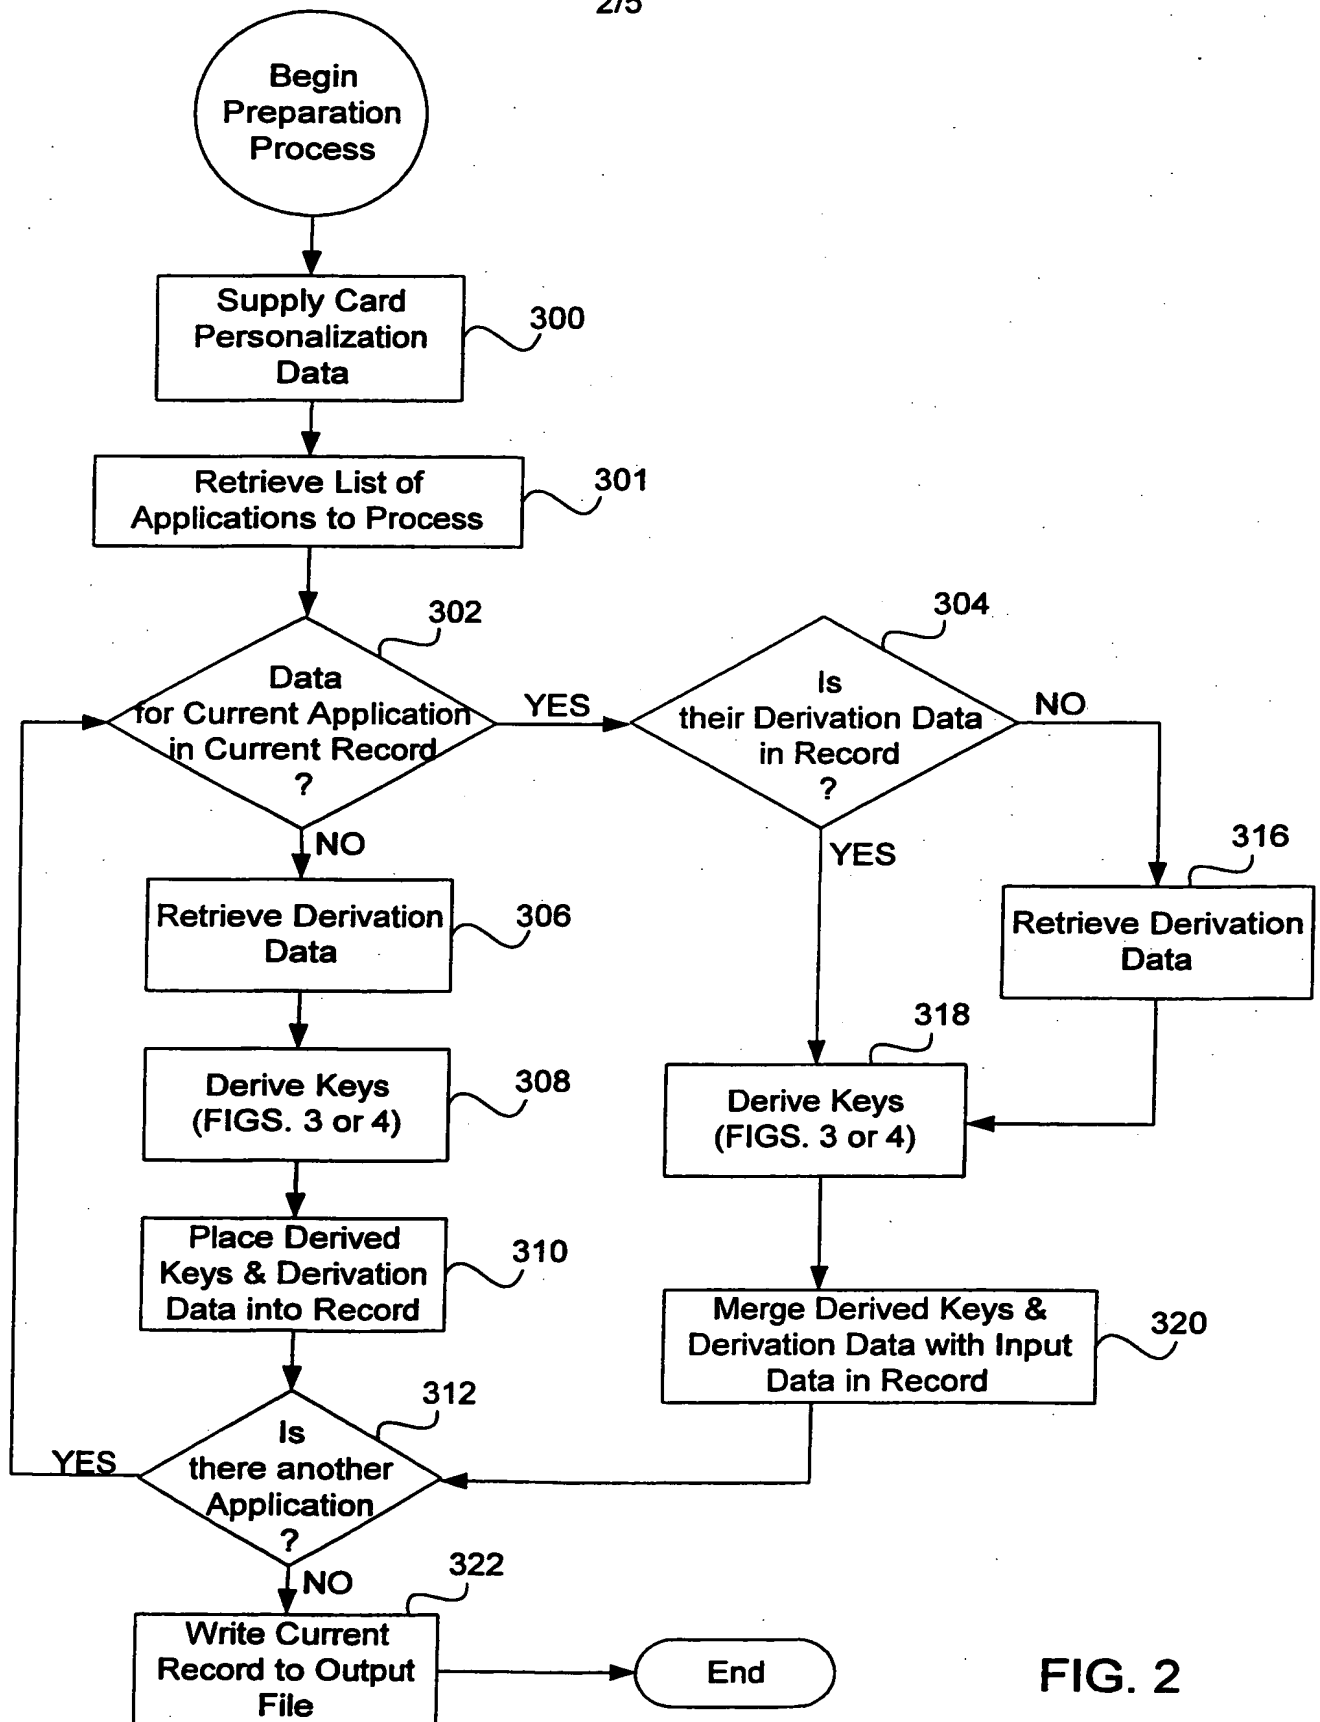 2/5
Begin
Preparation
Process
Supply Card
Personalization
Data
300
Retrieve List of
Applications to Process
301
302
Data
for Current Application
in Current Record
?
YES
NO
304
Is
their Derivation Data
in Record
?
NO
YES
316
Retrieve Derivation
Data
Retrieve Derivation
Data
306
318
Derive Keys
(FIGS. 3 or 4)
308
Derive Keys
(FIGS. 3 or 4)
Place Derived
Keys & Derivation
Data into Record
310
Merge Derived Keys &
Derivation Data with Input
Data in Record
320
312
Is
there another
Application
?
YES
NO
322
Write Current
Record to Output
File
End
FIG. 2